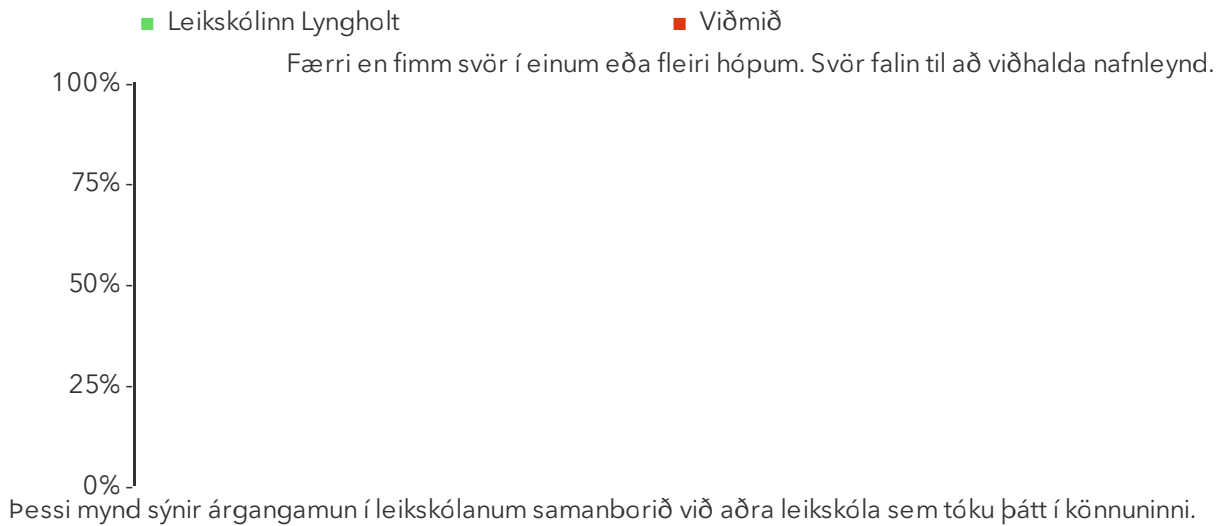 Leikskólinn Lyngholt Viðmið
Færri en fimm svör í einum eða fleiri hópum. Svör falin til að viðhalda nafnleynd.
100%
75%
50%
25%
0%
Þessi mynd sýnir árgangamun í leikskólanum samanborið við aðra leikskóla sem tóku þátt í könnuninni.